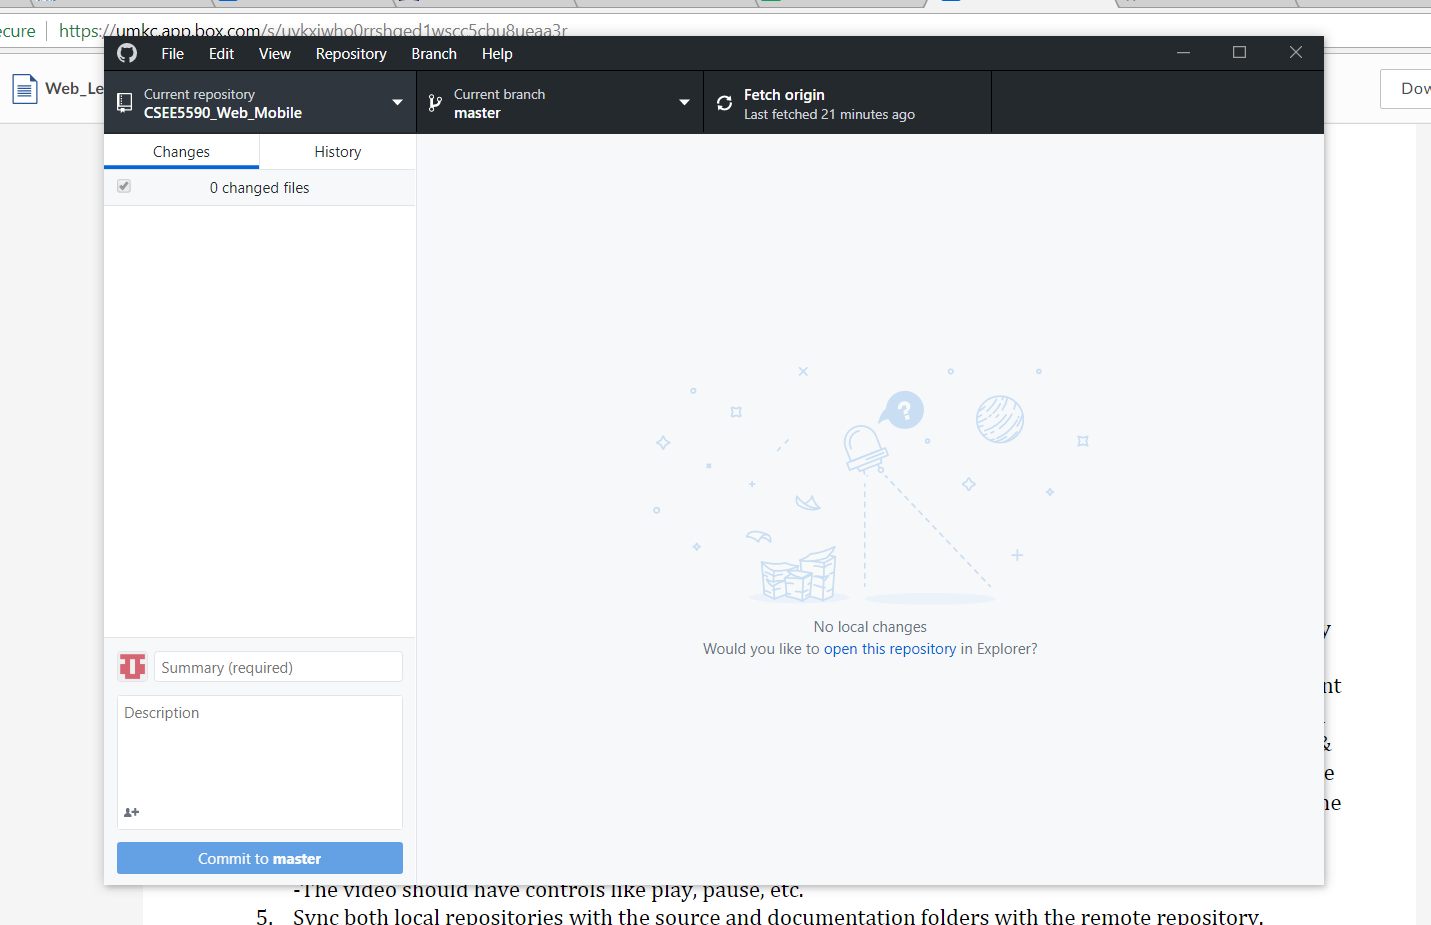 ecure https://umkc.app.box.com/s/
Web_Le
File Edit View Repository Branch Help
Current repository
CSEE5590_Web_Mobile
Current branch
master
Fetch origin
Last fetched 21 minutes ago
Changes History
0 changed files
?
No local changes
Would you like to open this repository in Explorer?
Summary (required)
Description
Commit to master
Dow
y
nt
&
e
ne
-The video should have controls like play, pause, etc.
5. Sync both local repositories with the source and documentation folders with the remote repository.